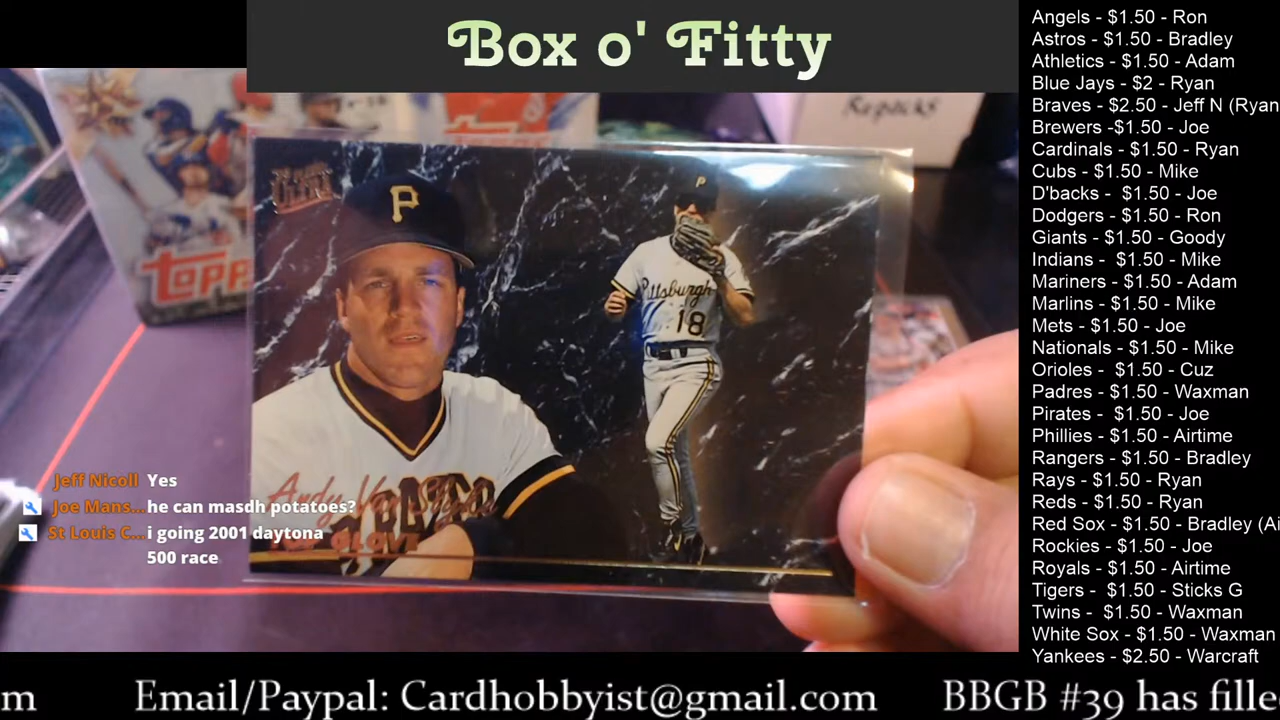 Box o' Fitty
Repacks
ULTRA
P
P
Pittsburgh
18
TOPPS
Andy Van Slyke
GLOVE
Jeff Nicoll Yes
Joe Mans... he can masdh potatoes?
St Louis C... i going 2001 daytona
500 race
Angels - $1.50 - Ron
Astros - $1.50 - Bradley
Athletics - $1.50 - Adam
Blue Jays - $2 - Ryan
Braves - $2.50 - Jeff N (Ryan
Brewers -$1.50 - Joe
Cardinals - $1.50 - Ryan
Cubs - $1.50 - Mike
D'backs - $1.50 - Joe
Dodgers - $1.50 - Ron
Giants - $1.50 - Goody
Indians - $1.50 - Mike
Mariners - $1.50 - Adam
Marlins - $1.50 - Mike
Mets - $1.50 - Joe
Nationals - $1.50 - Mike
Orioles - $1.50 - Cuz
Padres - $1.50 - Waxman
Pirates - $1.50 - Joe
Phillies - $1.50 - Airtime
Rangers - $1.50 - Bradley
Rays - $1.50 - Ryan
Reds - $1.50 - Ryan
Red Sox - $1.50 - Bradley (Ai
Rockies - $1.50 - Joe
Royals - $1.50 - Airtime
Tigers - $1.50 - Sticks G
Twins - $1.50 - Waxman
White Sox - $1.50 - Waxman
Yankees - $2.50 - Warcraft
m Email/Paypal: Cardhobbyist@gmail.com BBGB #39 has fille